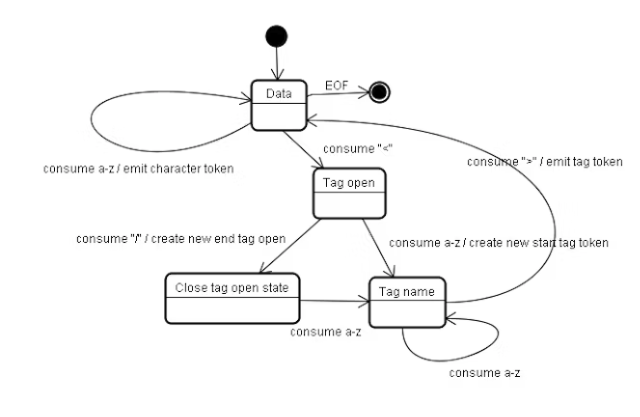 Data
EOF
consume "<"
consume a-z / emit character token
consume ">" / emit tag token
Tag open
consume "/" / create new end tag open
consume a-z / create new start tag token
Close tag open state
Tag name
consume a-z
consume a-z